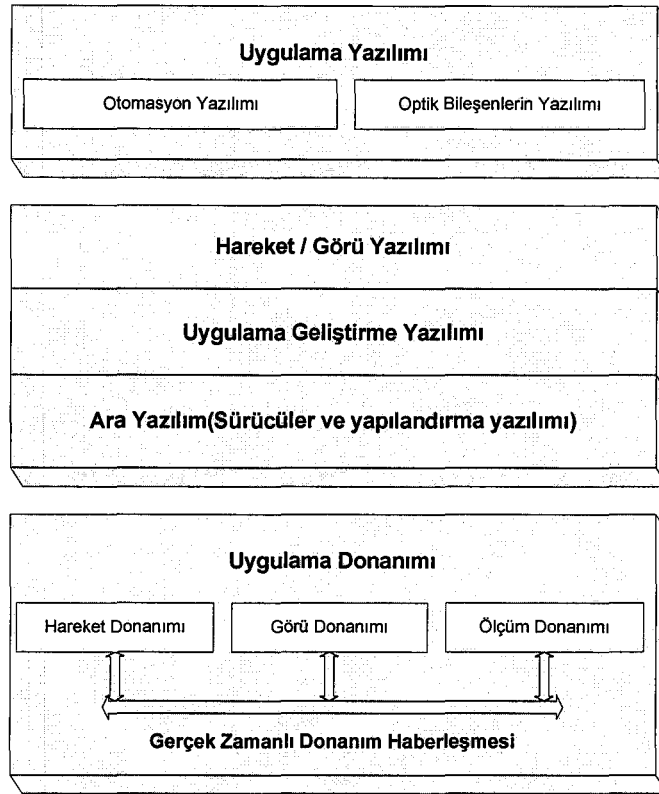 Uygulama Yazılımı
Otomasyon Yazılımı
Optik Bileşenlerin Yazılımı
Hareket / Görü Yazılımı
Uygulama Geliştirme Yazılımı
Ara Yazılım(Sürücüler ve yapılandırma yazılımı)
Uygulama Donanımı
Hareket Donanımı
Görü Donanımı
Ölçüm Donanımı
Gerçek Zamanlı Donanım Haberleşmesi